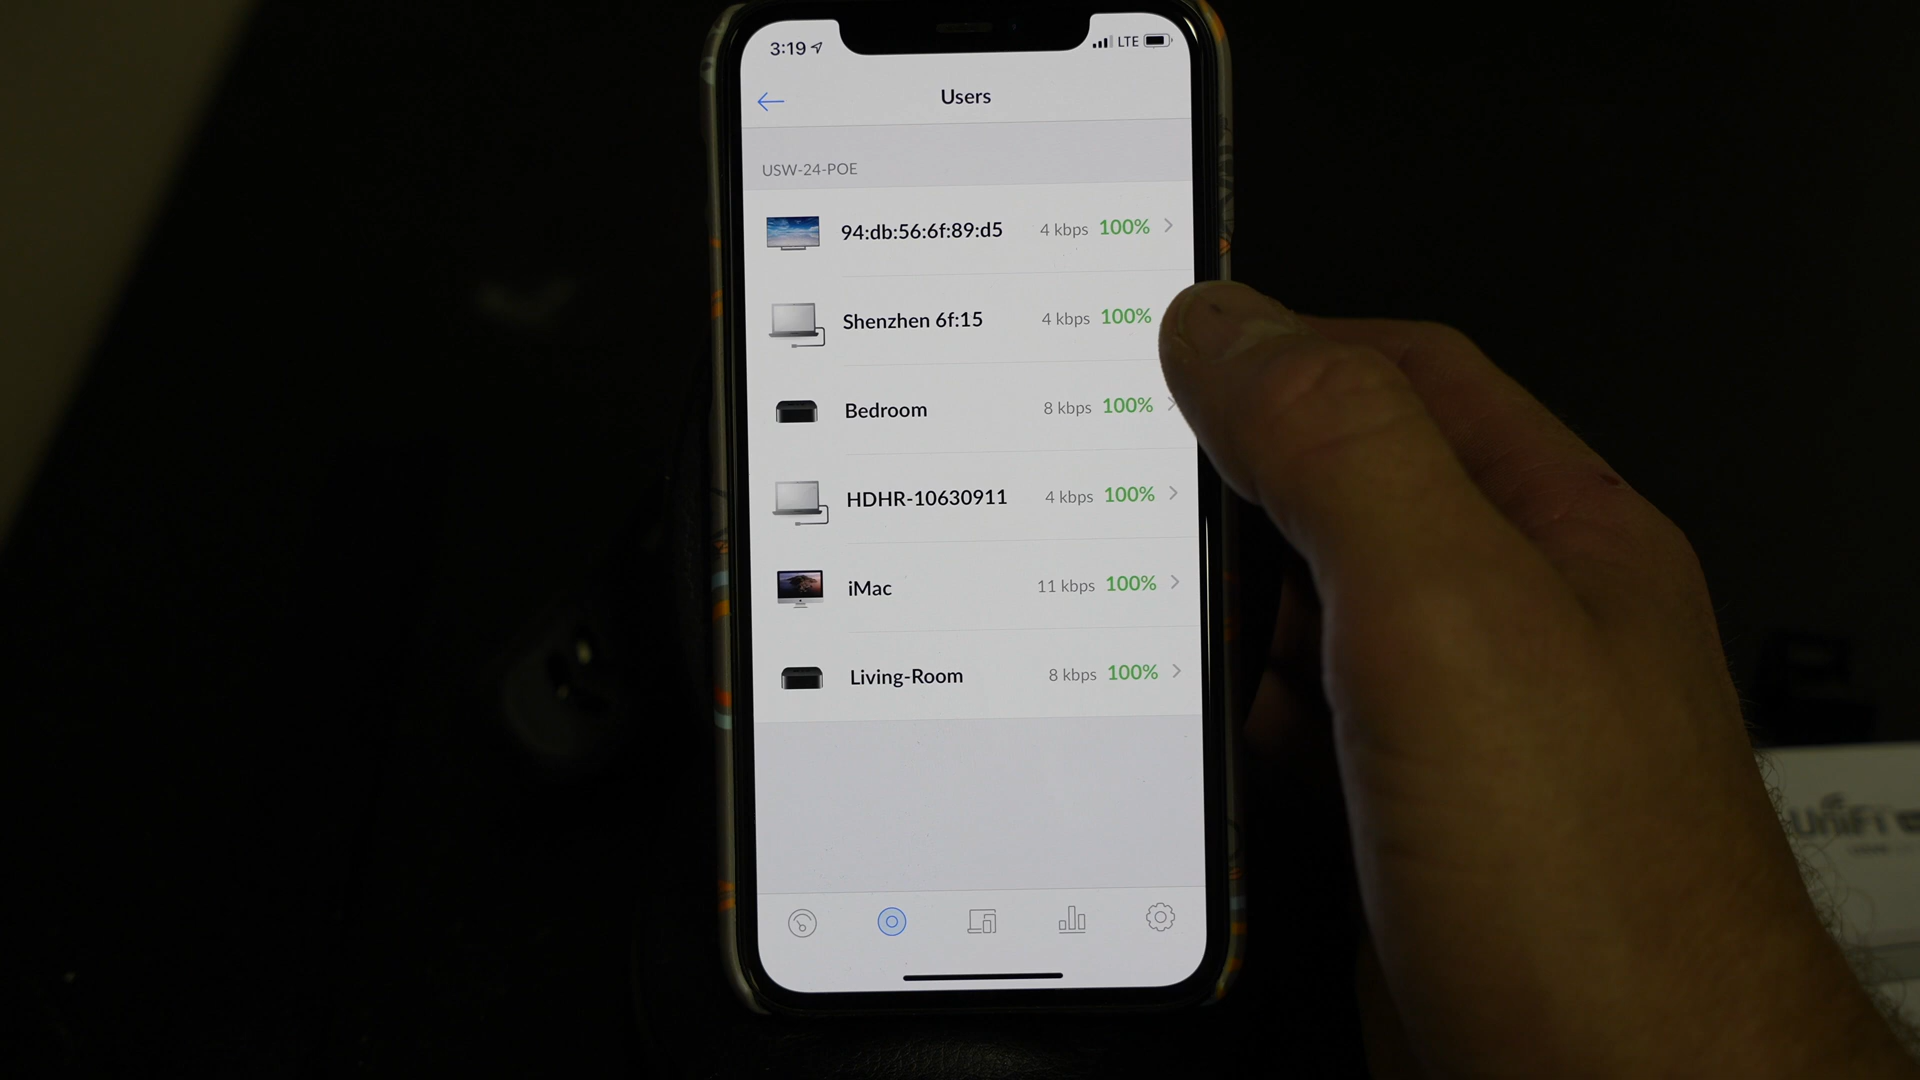 3:19 LTE
Users
USW-24-POE
94:db:56:6f:89:d5 4 kbps 100%
Shenzhen 6f:15 4 kbps 100%
Bedroom 8 kbps 100%
HDHR-10630911 4 kbps 100%
iMac 11 kbps 100%
Living-Room 8 kbps 100%
UniFi